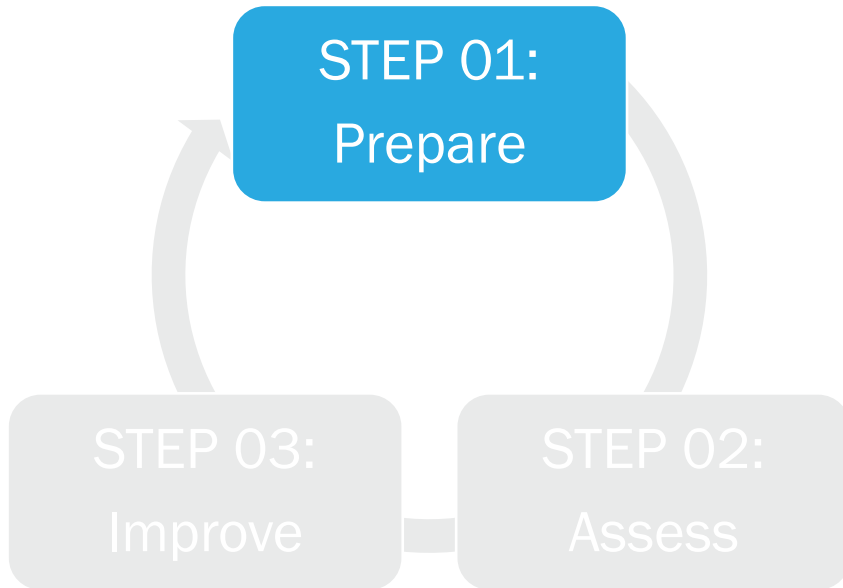 STEP 01:
Prepare
STEP 03:
Improve
STEP 02:
Assess